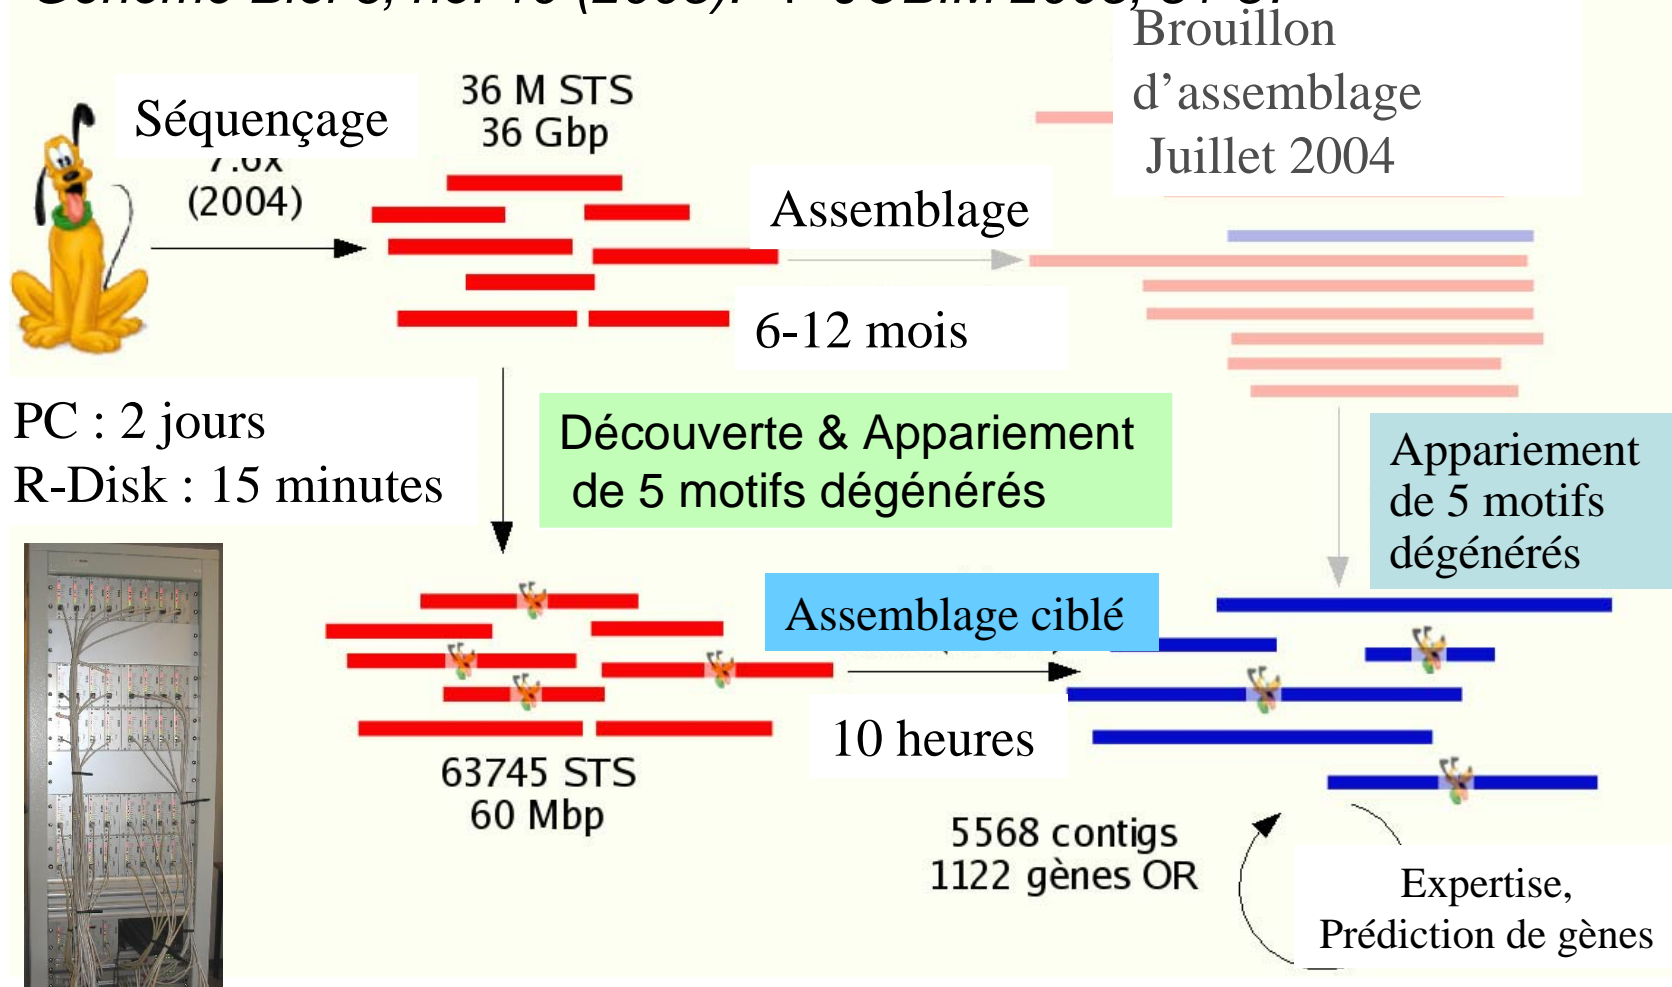 Séquençage
7.6x
(2004)
36 M STS
36 Gbp
Brouillon
d’assemblage
Juillet 2004
Assemblage
6-12 mois
PC : 2 jours
R-Disk : 15 minutes
Découverte & Appariement
de 5 motifs dégénérés
Appariement
de 5 motifs
dégénérés
Assemblage ciblé
10 heures
63745 STS
60 Mbp
5568 contigs
1122 gènes OR
Expertise,
Prédiction de gènes